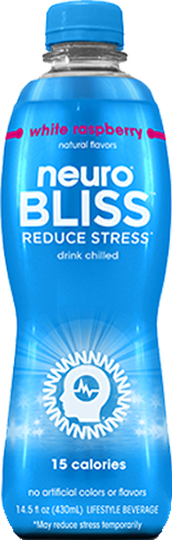 white raspberry
natural flavors
neuro®
BLISS™
REDUCE STRESS*
drink chilled
15 calories
no artificial colors or flavors
14.5 fl oz (430mL) LIFESTYLE BEVERAGE
*May reduce stress temporarily